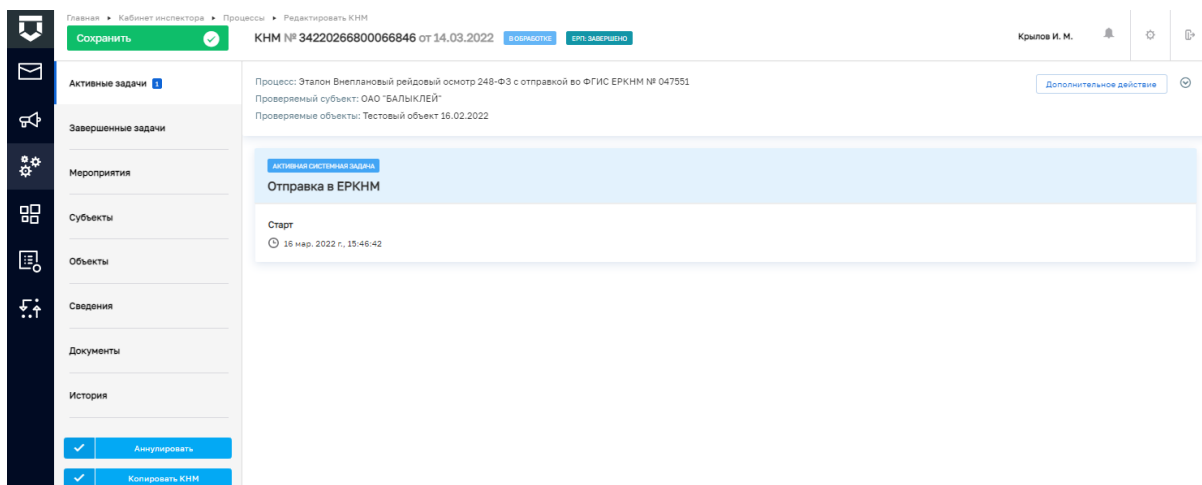 Главная ▸ Кабинет инспектора ▸ Процессы ▸ Редактировать КНМ
Сохранить
КНМ № 34220266800066846 от 14.03.2022 В ОБРАБОТКЕ ЕРП: ЗАВЕРШЕНО
Крылов И. М.
Активные задачи 1
Завершенные задачи
Мероприятия
Субъекты
Объекты
Сведения
Документы
История
Аннулировать
Копировать КНМ
Процесс: Эталон Внеплановый рейдовый осмотр 248-ФЗ с отправкой во ФГИС ЕРКНМ № 047551
Проверяемый субъект: ОАО "БАЛЫКЛЕЙ"
Проверяемые объекты: Тестовый объект 16.02.2022
Дополнительное действие
АКТИВНАЯ СИСТЕМНАЯ ЗАДАЧА
Отправка в ЕРКНМ
Старт
16 мар. 2022 г., 15:46:42